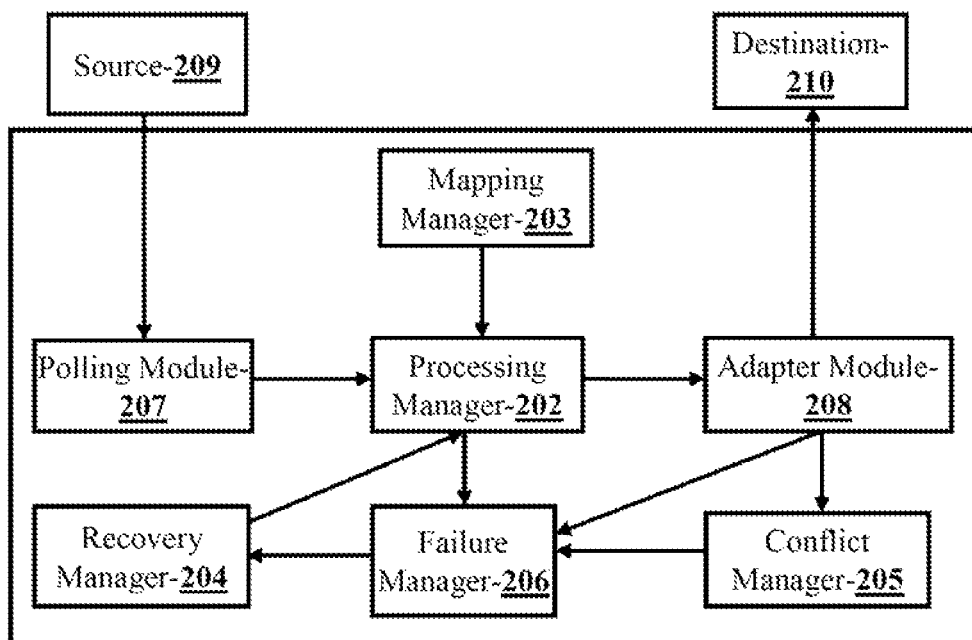 Source-209
Destination-
210
Mapping
Manager-203
Polling Module-
207
Processing
Manager-202
Adapter Module-
208
Recovery
Manager-204
Failure
Manager-206
Conflict
Manager-205